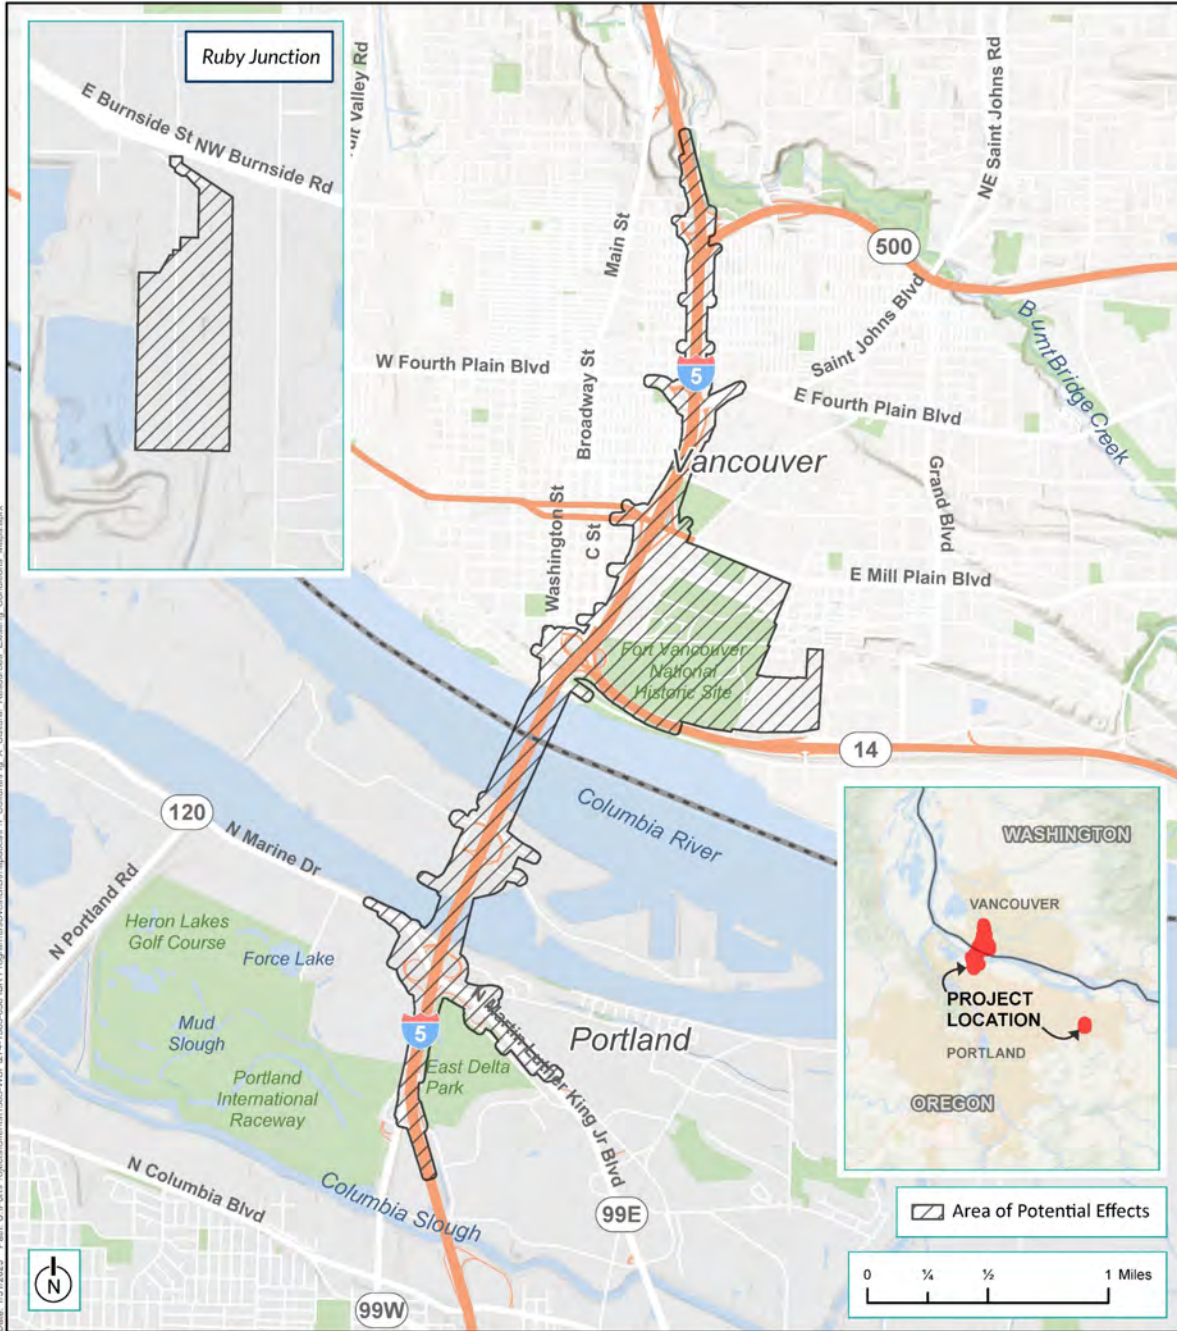 Ruby Junction
E Burnside St
NW Burnside Rd
Valley Rd
NE Saint Johns Rd
Main St
500
Saint Johns Blvd
Burnt Bridge Creek
W Fourth Plain Blvd
5
Broadway St
E Fourth Plain Blvd
Vancouver
Washington St
C St
Grand Blvd
E Mill Plain Blvd
Fort Vancouver
National
Historic Site
14
Columbia River
120
N Marine Dr
N Portland Rd
Heron Lakes
Golf Course
Force Lake
Mud
Slough
Portland
International
Raceway
5
N Martin Luther King Jr Blvd
Portland
East Delta
Park
N Columbia Blvd
Columbia Slough
99E
99W
N
WASHINGTON
VANCOUVER
PROJECT
LOCATION
PORTLAND
OREGON
Area of Potential Effects
0 ¼ ½ 1 Miles